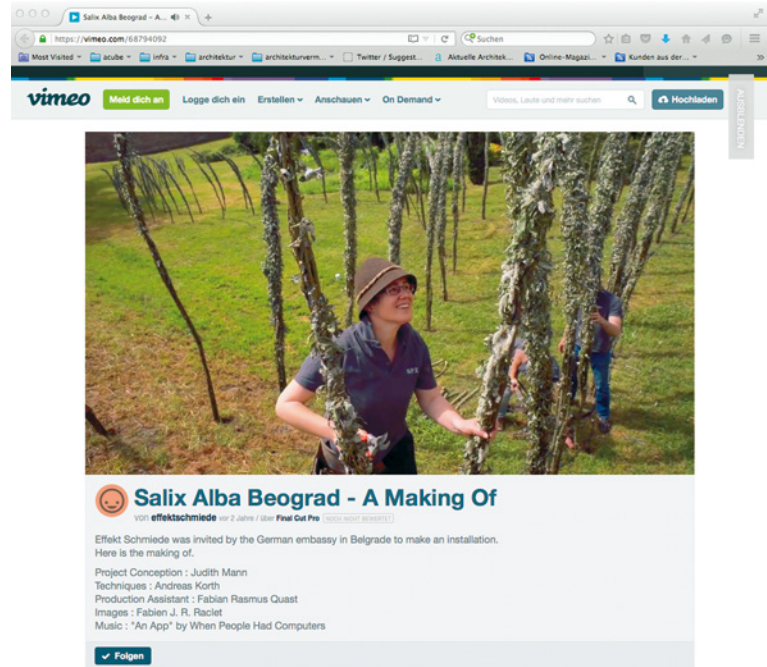 Salix Alba Beograd - A...
https://vimeo.com/68794092
Suchen
Most Visited
acube
infra
architektur
architekturverm...
Twitter / Suggest...
Aktuelle Architek...
Online-Magazi...
Kunden aus der...
vimeo
Meld dich an
Logge dich ein
Erstellen
Anschauen
On Demand
Videos, Leute und mehr suchen
Hochladen
AUSBLENDEN
Salix Alba Beograd - A Making Of
von effektschmiede vor 2 Jahre / über Final Cut Pro NOCH NICHT BEWERTET
Effekt Schmiede was invited by the German embassy in Belgrade to make an installation.
Here is the making of.
Project Conception : Judith Mann
Techniques : Andreas Korth
Production Assistant : Fabian Rasmus Quast
Images : Fabien J. R. Raclet
Music : "An App" by When People Had Computers
Folgen